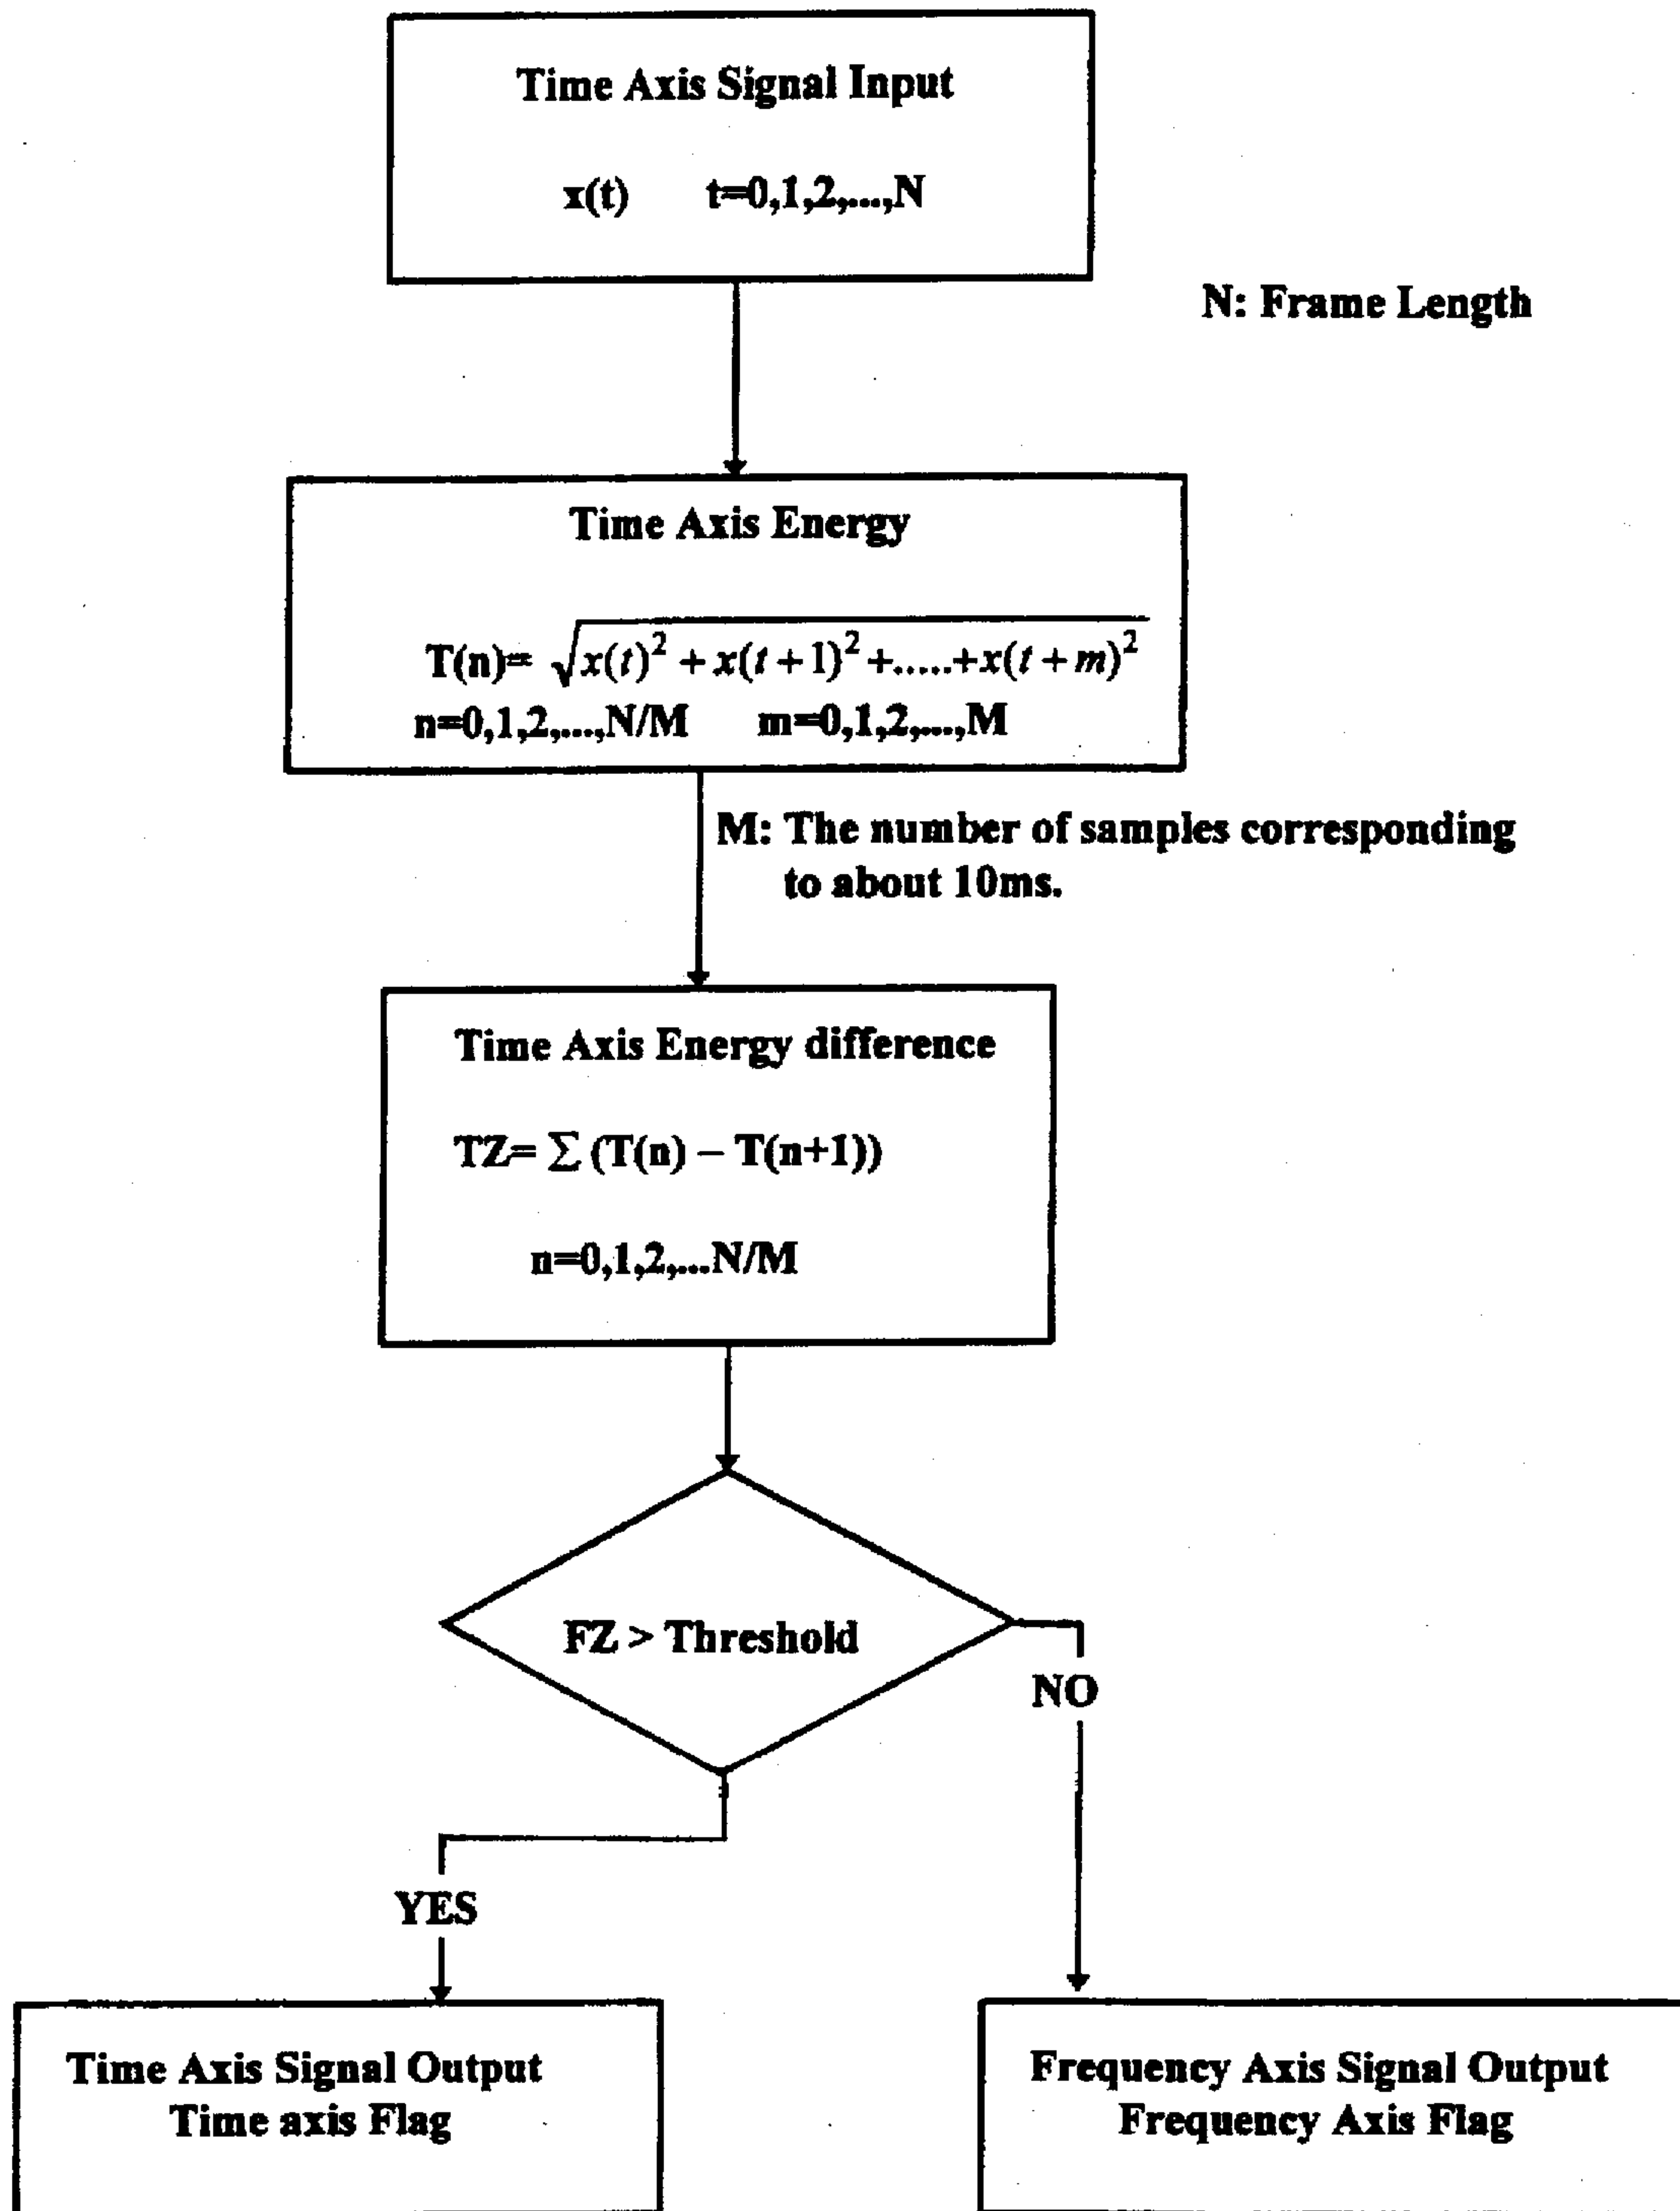 Time Axis Signal Input
x(t) t=0,1,2,...,N
N: Frame Length
Time Axis Energy
T(n)= √x(t)² + x(t+1)² +.....+x(t+m)²
n=0,1,2,...,N/M m=0,1,2,...,M
M: The number of samples corresponding
to about 10ms.
Time Axis Energy difference
TZ= ∑ (T(n) – T(n+1))
n=0,1,2,...N/M
FZ > Threshold
NO
YES
Time Axis Signal Output
Time axis Flag
Frequency Axis Signal Output
Frequency Axis Flag